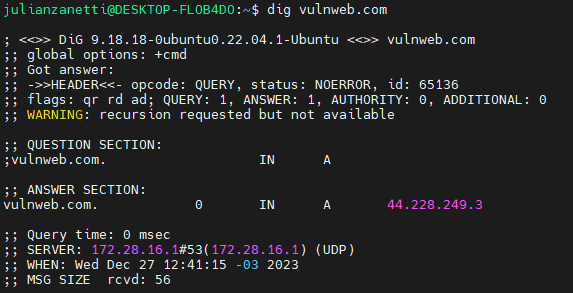 julianzanetti@DESKTOP-FLOB4DO:~$ dig vulnweb.com
; <<>> DiG 9.18.18-0ubuntu0.22.04.1-Ubuntu <<>> vulnweb.com
;; global options: +cmd
;; Got answer:
;; ->>HEADER<<- opcode: QUERY, status: NOERROR, id: 65136
;; flags: qr rd ad; QUERY: 1, ANSWER: 1, AUTHORITY: 0, ADDITIONAL: 0
;; WARNING: recursion requested but not available
;; QUESTION SECTION:
;vulnweb.com. IN A
;; ANSWER SECTION:
vulnweb.com. 0 IN A 44.228.249.3
;; Query time: 0 msec
;; SERVER: 172.28.16.1#53(172.28.16.1) (UDP)
;; WHEN: Wed Dec 27 12:41:15 -03 2023
;; MSG SIZE rcvd: 56